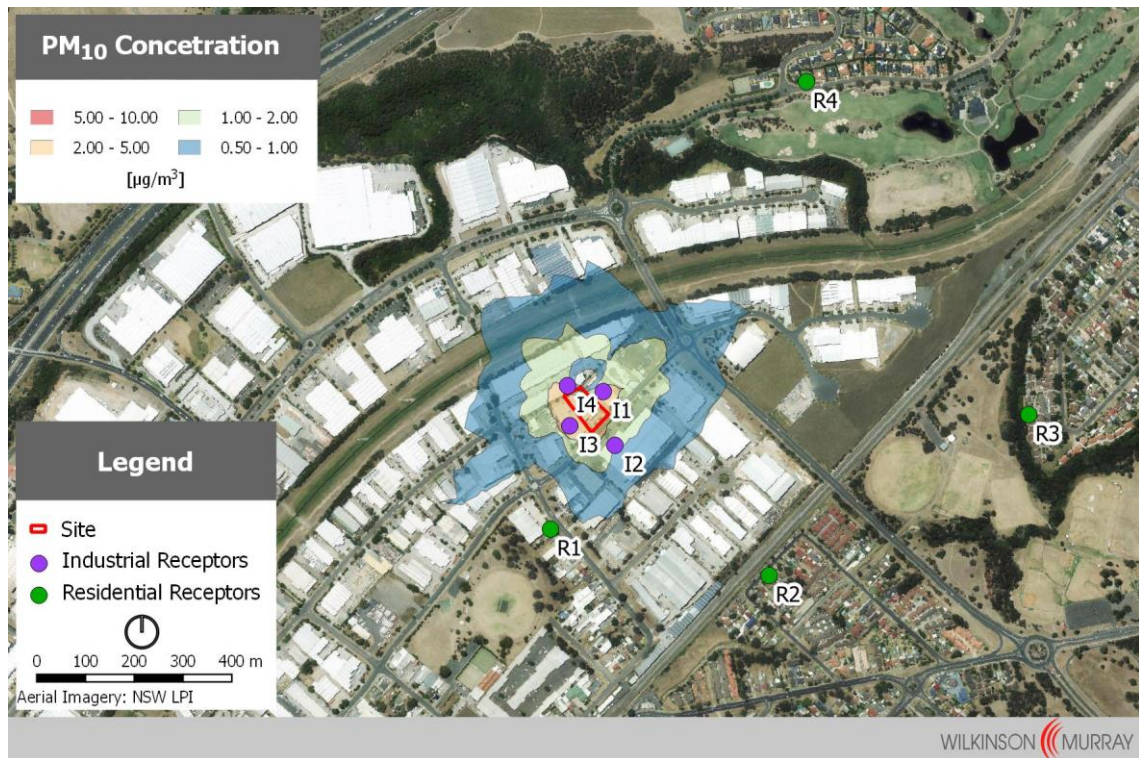 PM10 Concetration
5.00 - 10.00
1.00 - 2.00
2.00 - 5.00
0.50 - 1.00
[µg/m³]
R4
I4
I1
I3
I2
R3
R1
R2
Legend
Site
Industrial Receptors
Residential Receptors
0 100 200 300 400 m
Aerial Imagery: NSW LPI
WILKINSON MURRAY